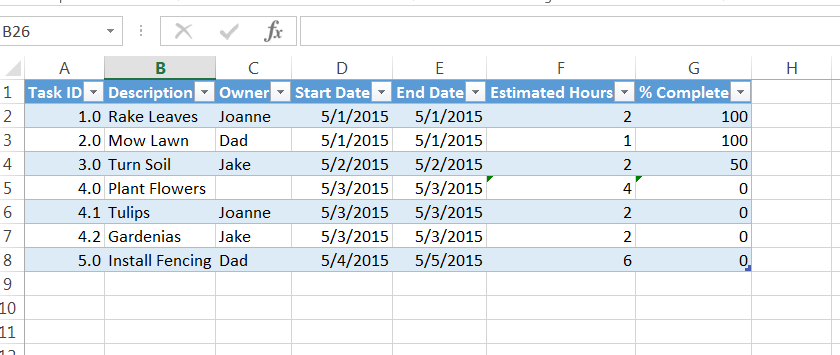 B26 fx
A B C D E F G H
1 Task ID Description Owner Start Date End Date Estimated Hours % Complete
2 1.0 Rake Leaves Joanne 5/1/2015 5/1/2015 2 100
3 2.0 Mow Lawn Dad 5/1/2015 5/1/2015 1 100
4 3.0 Turn Soil Jake 5/2/2015 5/2/2015 2 50
5 4.0 Plant Flowers 5/3/2015 5/3/2015 4 0
6 4.1 Tulips Joanne 5/3/2015 5/3/2015 2 0
7 4.2 Gardenias Jake 5/3/2015 5/3/2015 2 0
8 5.0 Install Fencing Dad 5/4/2015 5/5/2015 6 0
9
10
11